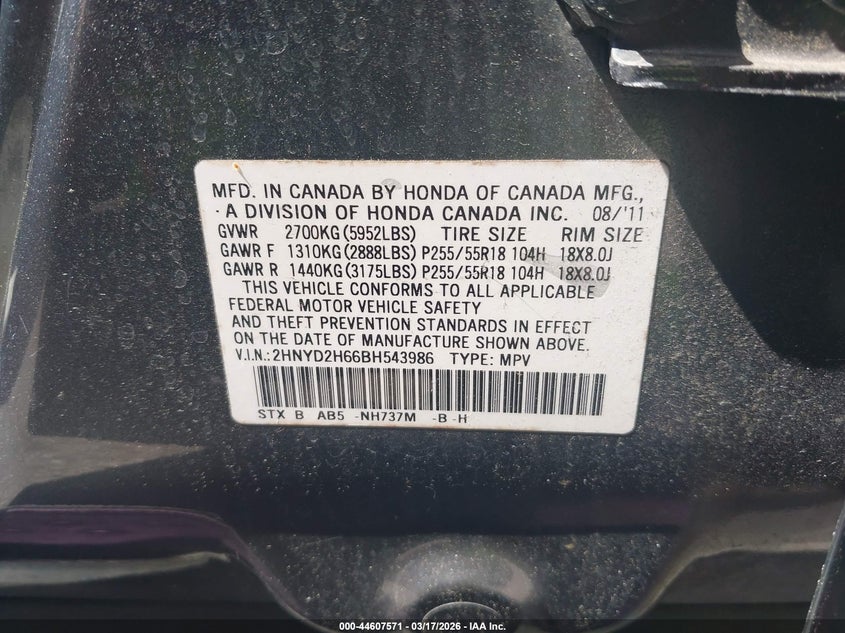 MFD. IN CANADA BY HONDA OF CANADA MFG.,
A DIVISION OF HONDA CANADA INC. 08/'11
GVWR 2700KG(5952LBS) TIRE SIZE RIM SIZE
GAWR F 1310KG(2888LBS) P255/55R18 104H 18X8.0J
GAWR R 1440KG(3175LBS) P255/55R18 104H 18X8.0J
THIS VEHICLE CONFORMS TO ALL APPLICABLE
FEDERAL MOTOR VEHICLE SAFETY
AND THEFT PREVENTION STANDARDS IN EFFECT
ON THE DATE OF MANUFACTURE SHOWN ABOVE.
V.I.N.: 2HNYD2H66BH543986 TYPE: MPV
STX B AB5 -NH737M -B-H
000-44607571 - 03/17/2026 - IAA Inc.